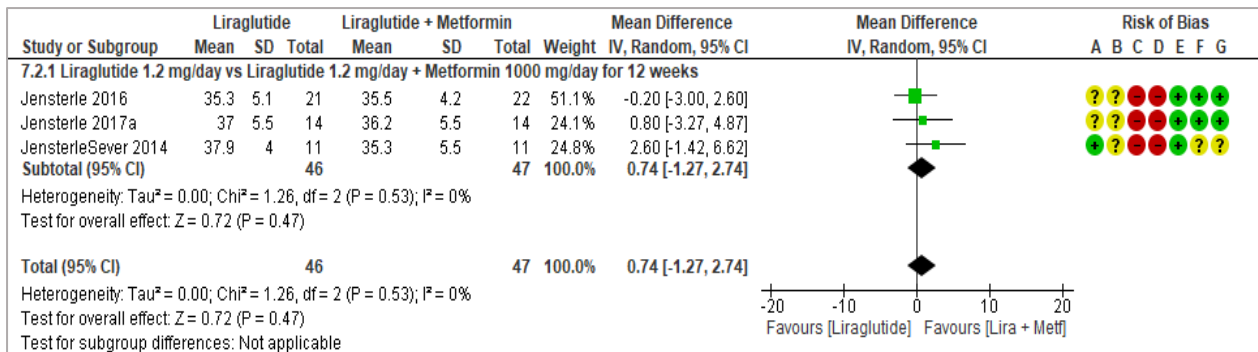 Liraglutide Liraglutide + Metformin Mean Difference Mean Difference Risk of Bias
Study or Subgroup Mean SD Total Mean SD Total Weight IV, Random, 95% CI IV, Random, 95% CI A B C D E F G
7.2.1 Liraglutide 1.2 mg/day vs Liraglutide 1.2 mg/day + Metformin 1000 mg/day for 12 weeks
Jensterle 2016 35.3 5.1 21 35.5 4.2 22 51.1% -0.20 [-3.00, 2.60] ? ? - - + + +
Jensterle 2017a 37 5.5 14 36.2 5.5 14 24.1% 0.80 [-3.27, 4.87] ? ? - - + + +
JensterleSever 2014 37.9 4 11 35.3 5.5 11 24.8% 2.60 [-1.42, 6.62] + ? - - + ? ?
Subtotal (95% CI) 46 47 100.0% 0.74 [-1.27, 2.74]
Heterogeneity: Tau² = 0.00; Chi² = 1.26, df = 2 (P = 0.53); I² = 0%
Test for overall effect: Z = 0.72 (P = 0.47)
Total (95% CI) 46 47 100.0% 0.74 [-1.27, 2.74]
Heterogeneity: Tau² = 0.00; Chi² = 1.26, df = 2 (P = 0.53); I² = 0%
-20 -10 0 10 20
Test for overall effect: Z = 0.72 (P = 0.47)
Favours [Liraglutide] Favours [Lira + Metf]
Test for subgroup differences: Not applicable